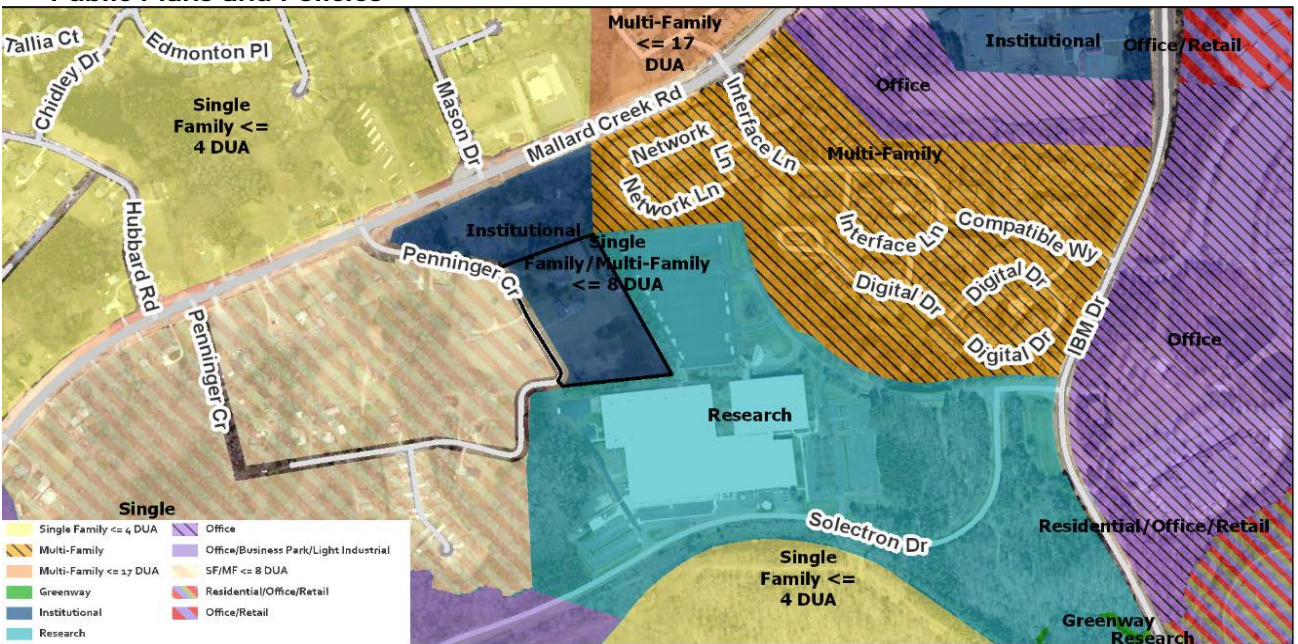 Public Plans and Policies
Tallia Ct
Edmonton Pl
Chidley Dr
Single
Family <=
4 DUA
Mason Dr
Mallard Creek Rd
Multi-Family
<= 17
DUA
Interface Ln
Institutional
Office/Retail
Office
Network
Ln
Network Ln
Multi-Family
Interface Ln
Compatible Wy
Digital Dr
Digital Dr
Digital Dr
IBM Dr
Office
Hubbard Rd
Institutional
Single
Family/Multi-Family
<= 8 DUA
Penninger Cr
Penninger Cr
Research
Solectron Dr
Single
Family <=
4 DUA
Residential/Office/Retail
Greenway
Research
Single
Single Family <= 4 DUA
Multi-Family
Multi-Family <= 17 DUA
Greenway
Institutional
Research
Office
Office/Business Park/Light Industrial
SF/MF <= 8 DUA
Residential/Office/Retail
Office/Retail